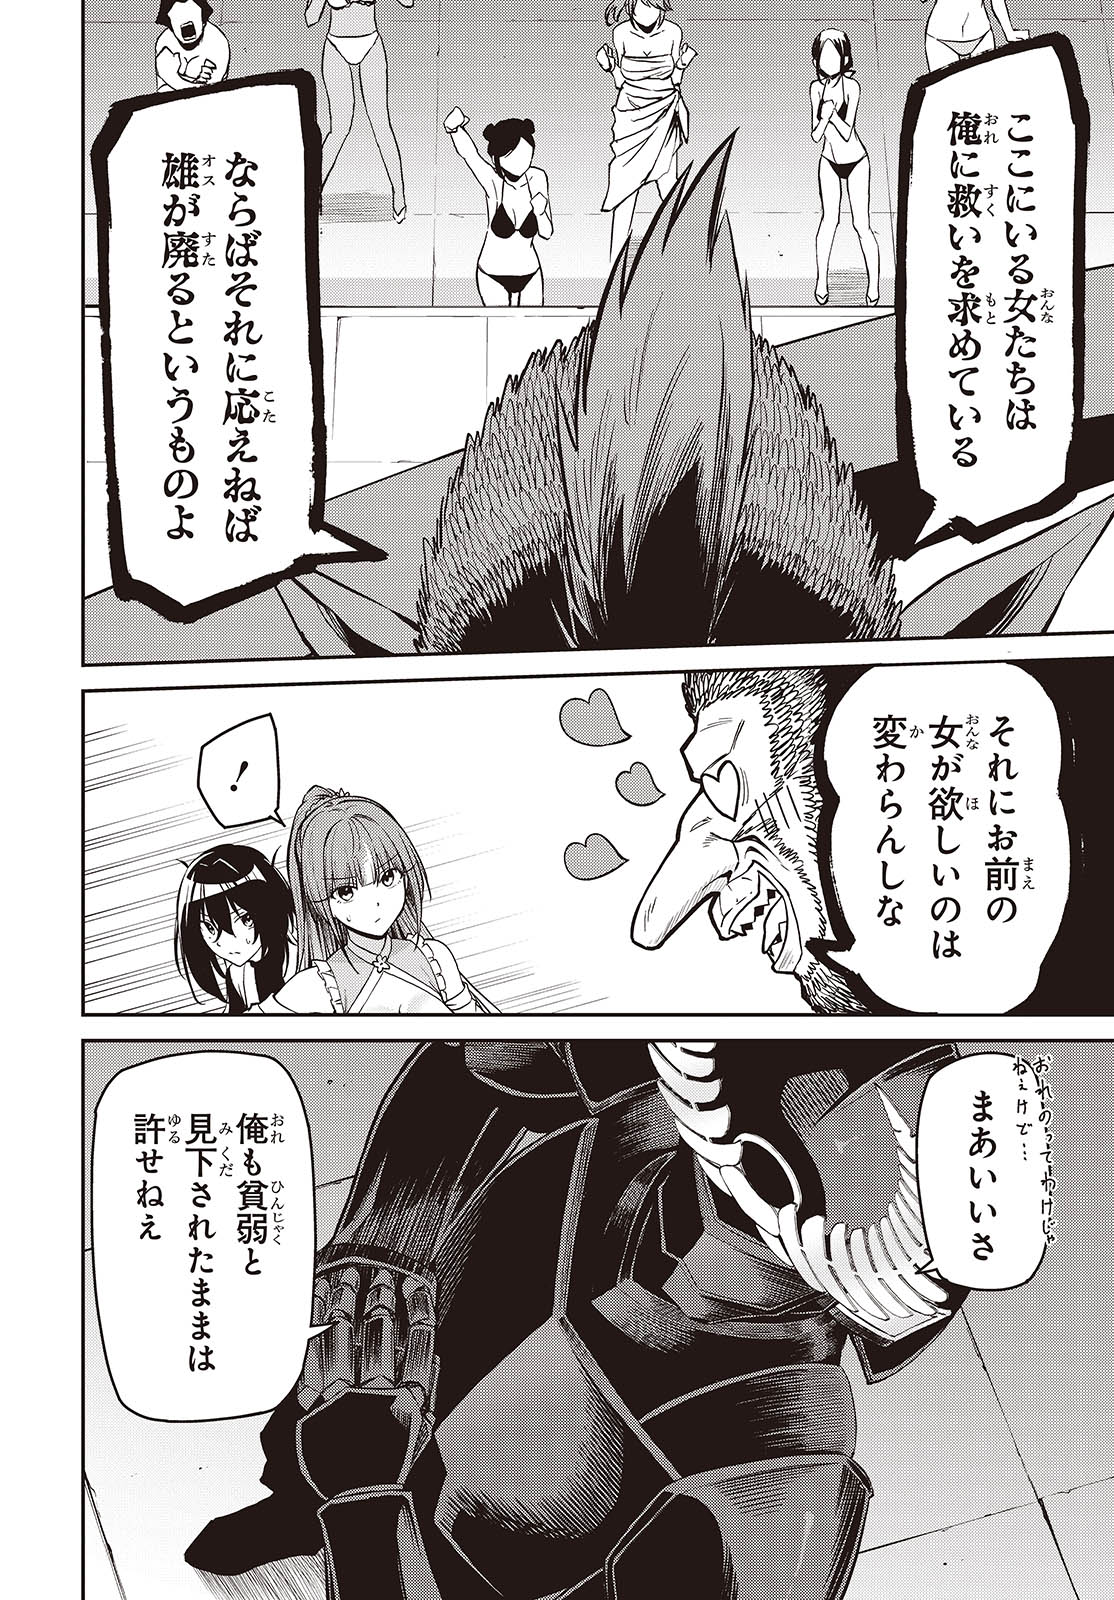 ここにいる女たちは
俺に救いを求めている
ならばそれに応えねば
雄が廃るというものよ
それにお前の
女が欲しいのは
変わらんしな
！
おれのってわけじゃ
ねぇけど…
まあいいさ
俺も貧弱と
見下されたままは
許せねえ